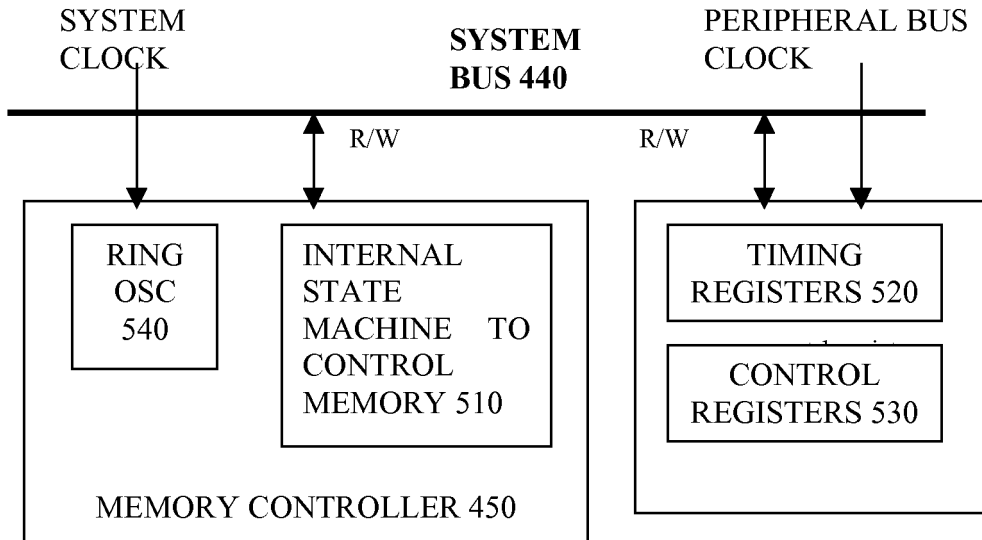 SYSTEM
CLOCK
SYSTEM
BUS 440
PERIPHERAL BUS
CLOCK
R/W
R/W
RING
OSC
540
INTERNAL
STATE
MACHINE TO
CONTROL
MEMORY 510
MEMORY CONTROLLER 450
TIMING
REGISTERS 520
CONTROL
REGISTERS 530